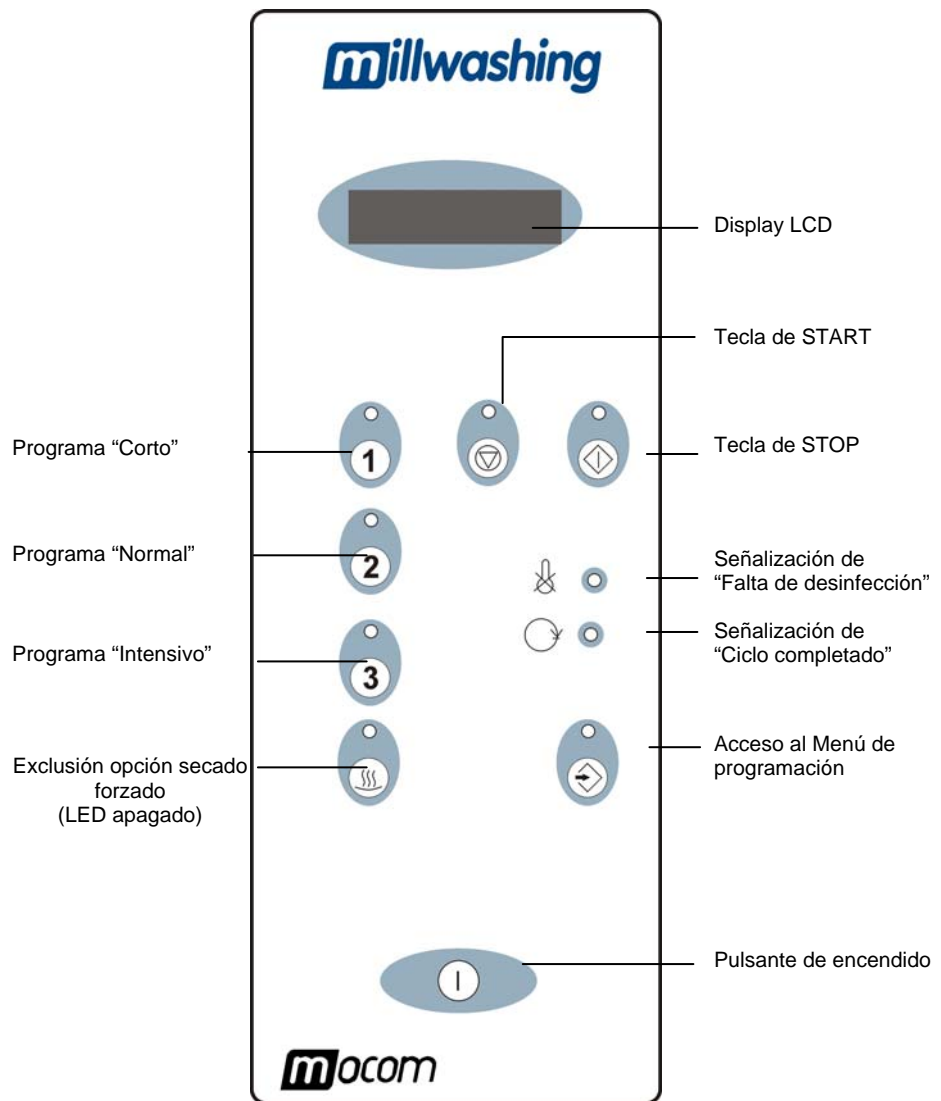 millwashing
Display LCD
Tecla de START
Programa “Corto”
1
Tecla de STOP
Programa “Normal”
2
Señalización de
“Falta de desinfección”
Señalización de
“Ciclo completado”
Programa “Intensivo”
3
Acceso al Menú de
programación
Exclusión opción secado
forzado
(LED apagado)
Pulsante de encendido
mocom